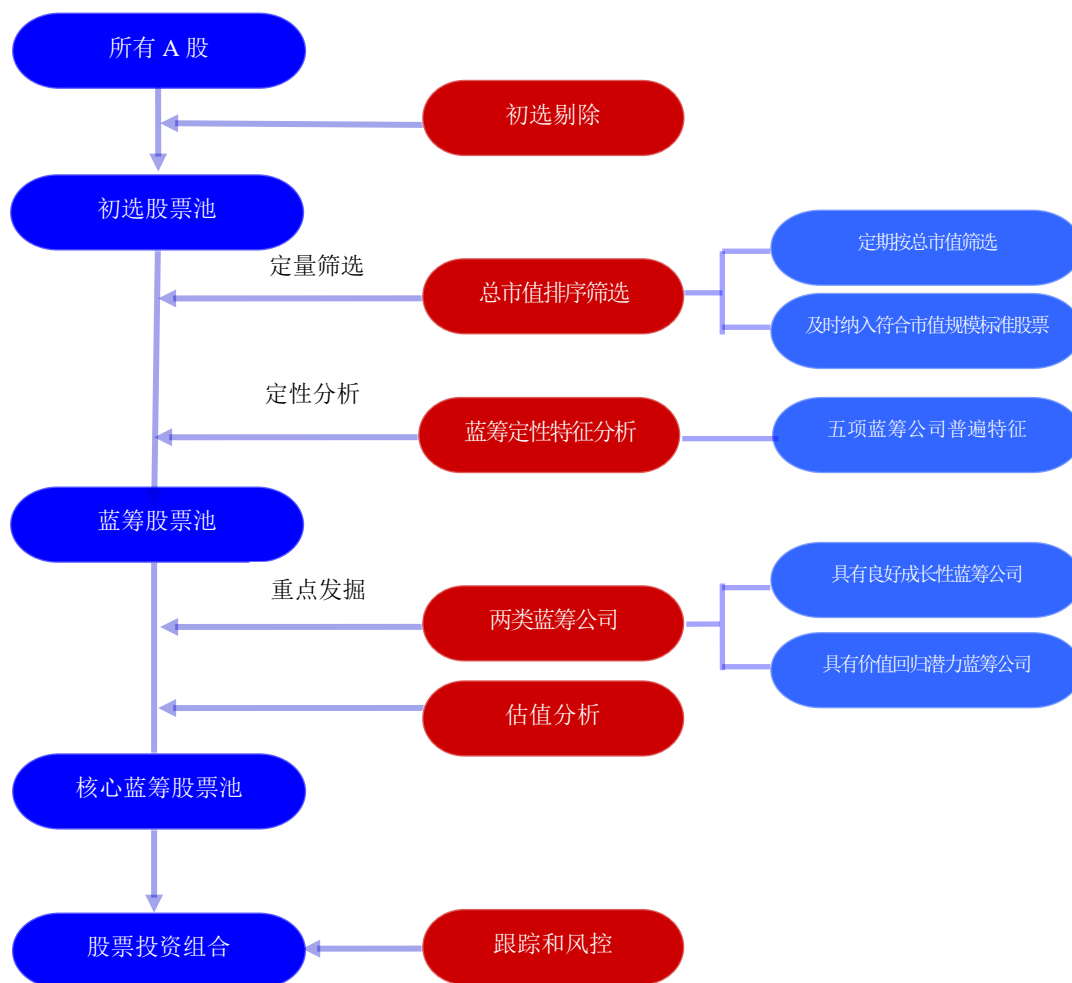 所有 A 股
初选剔除
初选股票池
定量筛选
总市值排序筛选
定期按总市值筛选
及时纳入符合市值规模标准股票
定性分析
蓝筹定性特征分析
五项蓝筹公司普遍特征
蓝筹股票池
重点发掘
两类蓝筹公司
具有良好成长性蓝筹公司
具有价值回归潜力蓝筹公司
估值分析
核心蓝筹股票池
股票投资组合
跟踪和风控